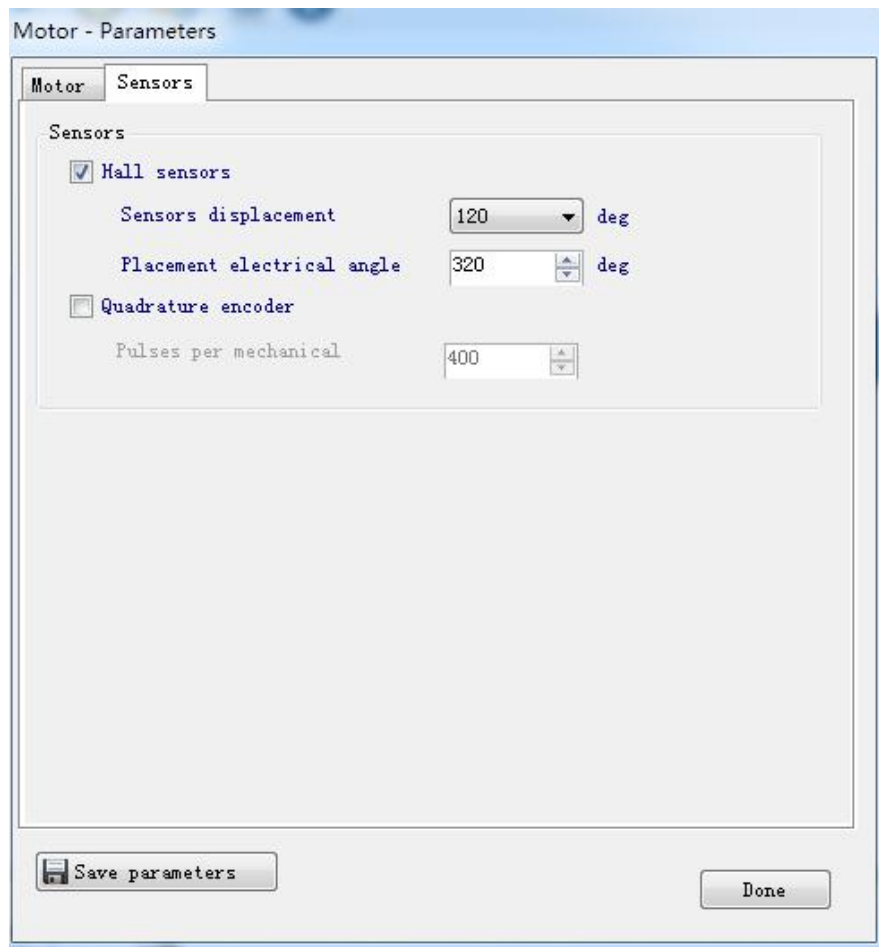 Motor - Parameters
Motor Sensors
Sensors
Hall sensors
Sensors displacement 120 deg
Placement electrical angle 320 deg
Quadrature encoder
Pulses per mechanical 400
Save parameters
Done